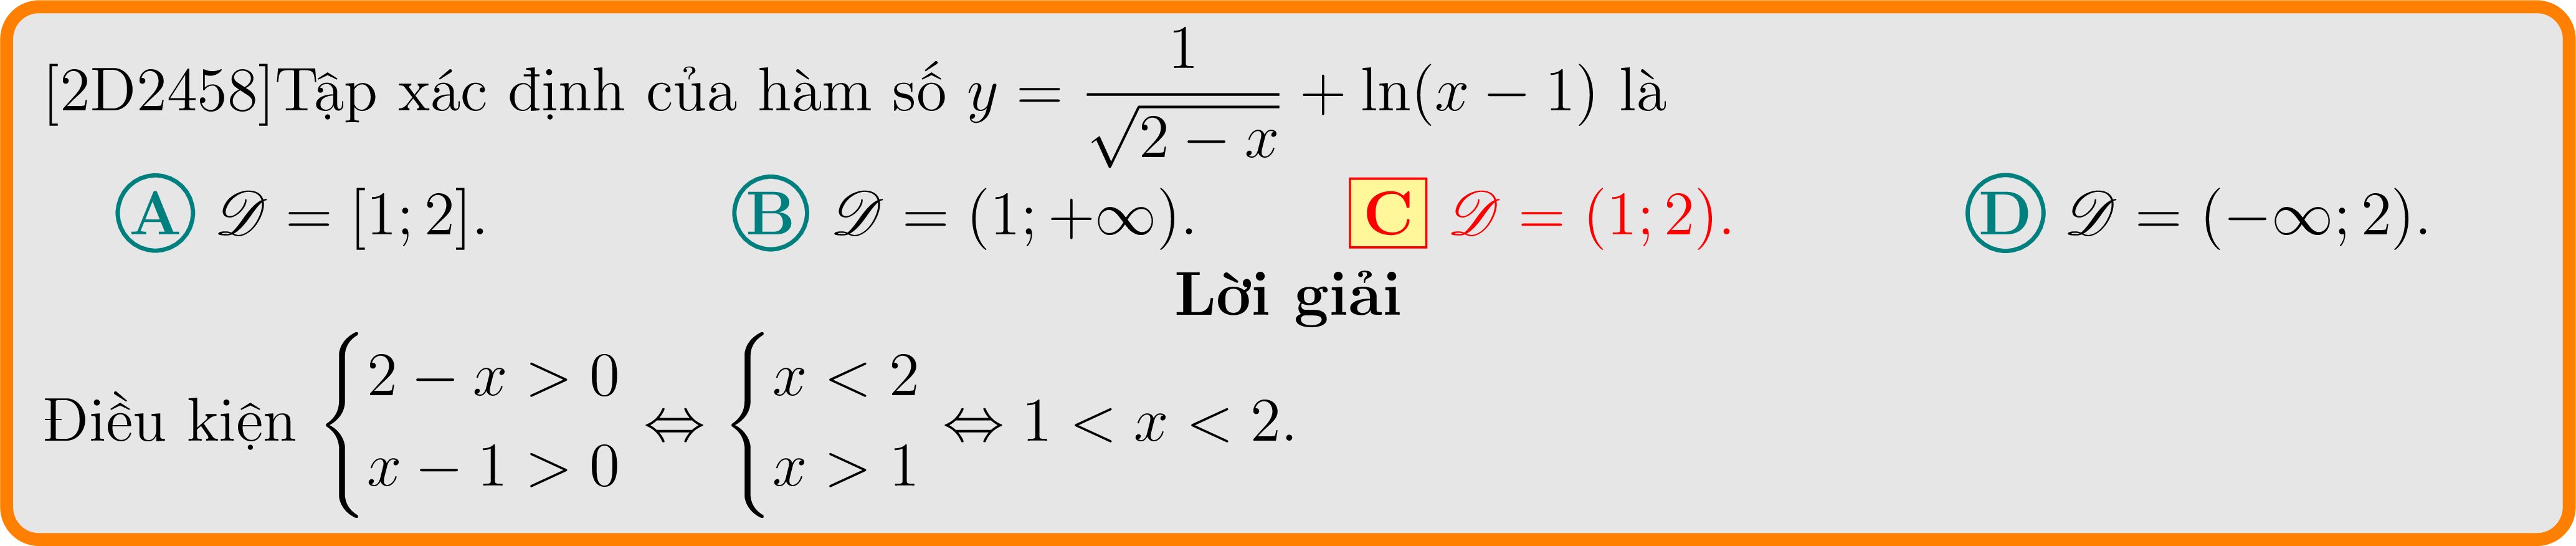 [2D2458]Tập xác định của hàm số $y = \dfrac{1}{\sqrt{2-x}} + \ln(x-1)$ là
A $\mathscr{D} = [1; 2]$. B $\mathscr{D} = (1; +\infty)$. C $\mathscr{D} = (1; 2)$. D $\mathscr{D} = (-\infty; 2)$.
Lời giải
Điều kiện $\begin{cases} 2-x > 0 \\ x-1 > 0 \end{cases} \Leftrightarrow \begin{cases} x < 2 \\ x > 1 \end{cases} \Leftrightarrow 1 < x < 2.$